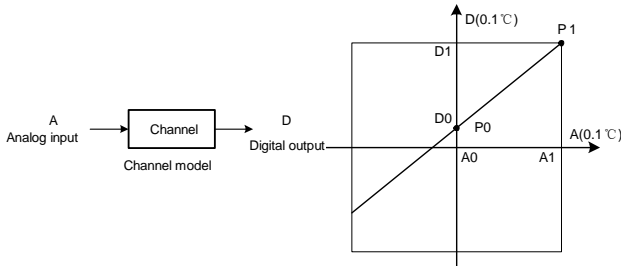 A
Analog input
Channel
Channel model
D
Digital output
D(0.1℃)
P1
D1
D0
P0
A(0.1℃)
A0
A1